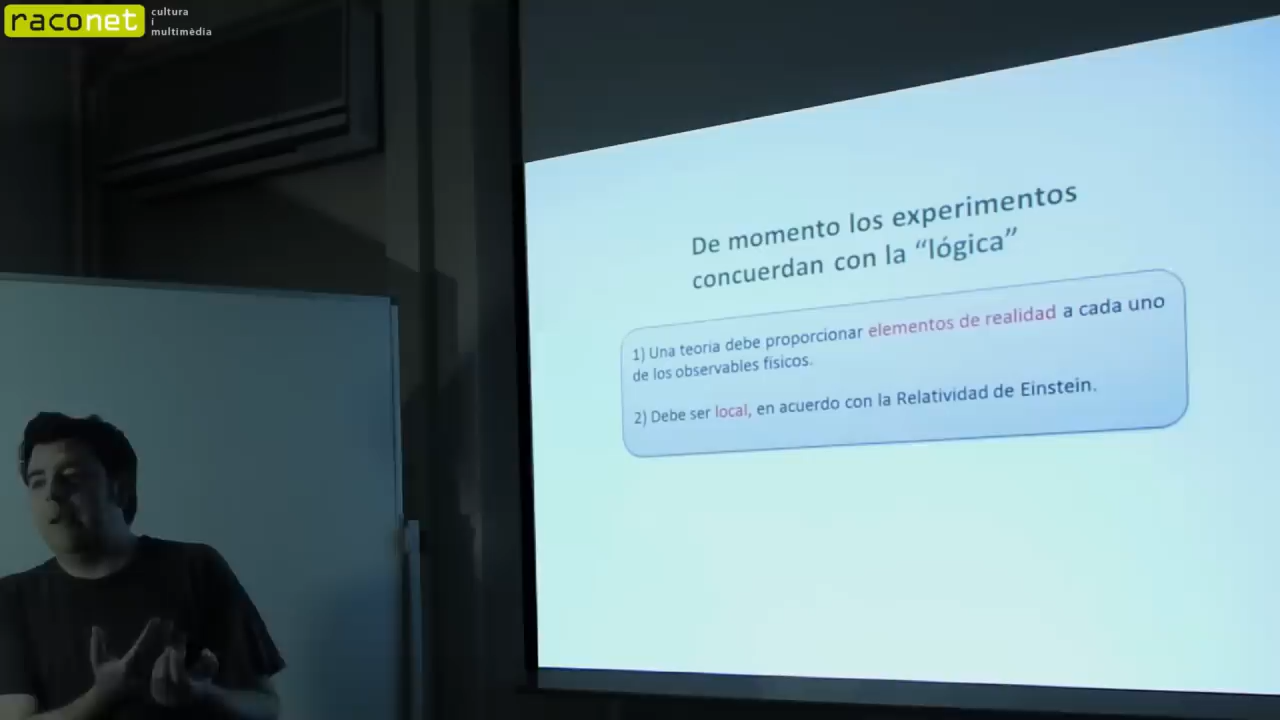 raconet
cultura
i
multimèdia
De momento los experimentos
concuerdan con la “lógica”
1) Una teoria debe proporcionar elementos de realidad a cada uno
de los observables físicos.
2) Debe ser local, en acuerdo con la Relatividad de Einstein.